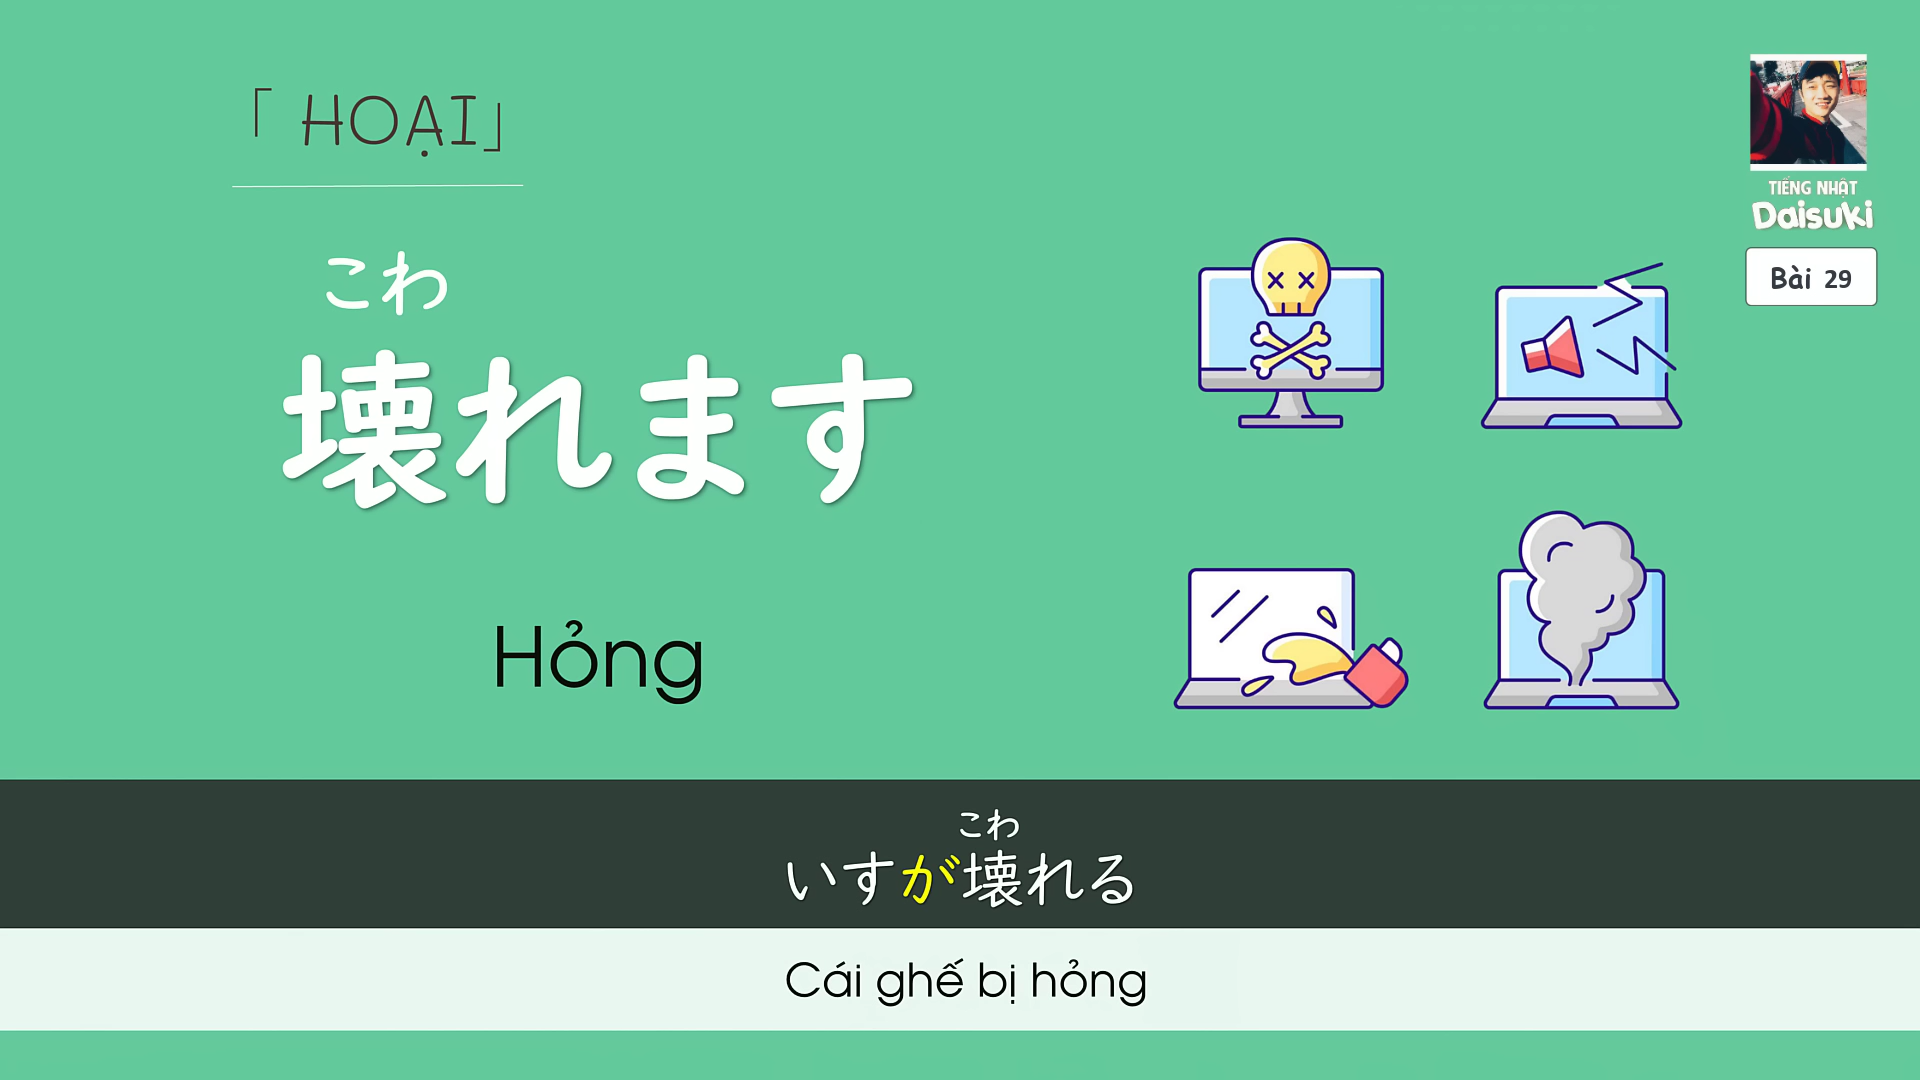 「 HOẠI」
こわ
壊れます
Hỏng
TIẾNG NHẬT
Daisuki
Bài 29
こわ
いすが壊れる
Cái ghế bị hỏng